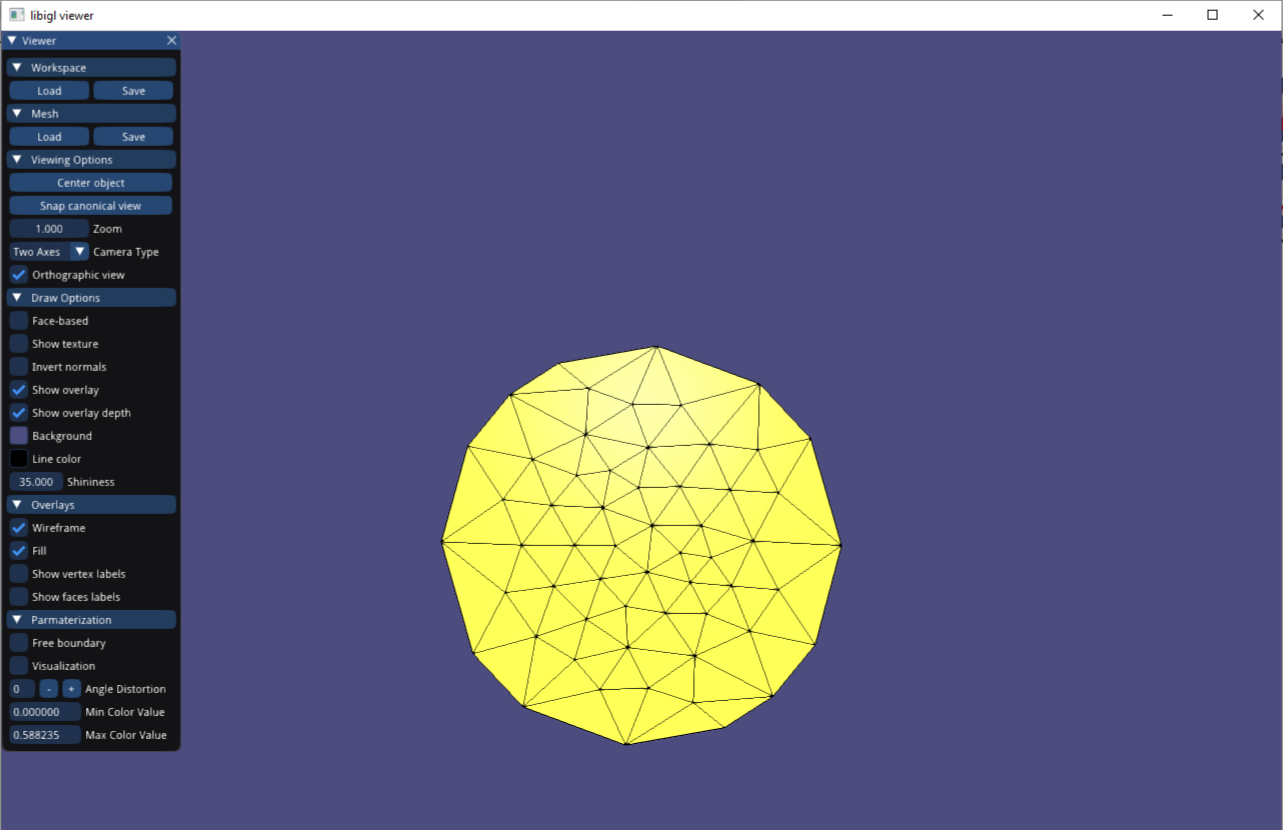 libigl viewer
Viewer
Workspace
Load Save
Mesh
Load Save
Viewing Options
Center object
Snap canonical view
1.000 Zoom
Two Axes Camera Type
Orthographic view
Draw Options
Face-based
Show texture
Invert normals
Show overlay
Show overlay depth
Background
Line color
35.000 Shininess
Overlays
Wireframe
Fill
Show vertex labels
Show faces labels
Parmaterization
Free boundary
Visualization
0 - + Angle Distortion
0.000000 Min Color Value
0.588235 Max Color Value